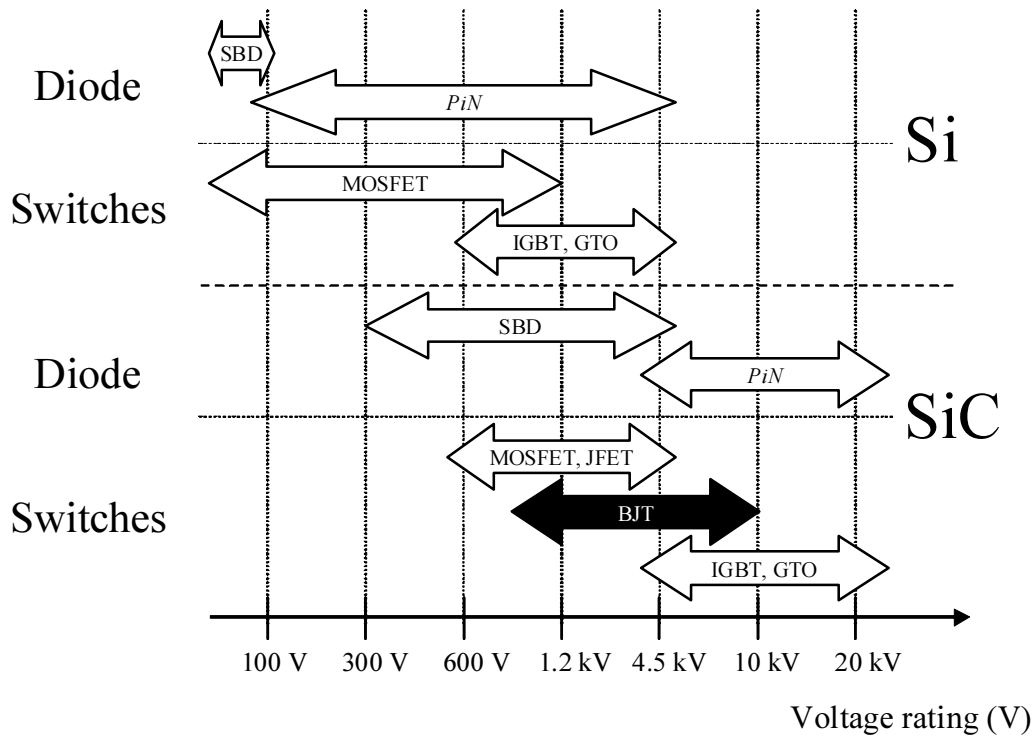 SBD
Diode
PiN
Si
MOSFET
Switches
IGBT, GTO
SBD
Diode
PiN
SiC
MOSFET, JFET
Switches
BJT
IGBT, GTO
100 V 300 V 600 V 1.2 kV 4.5 kV 10 kV 20 kV
Voltage rating (V)